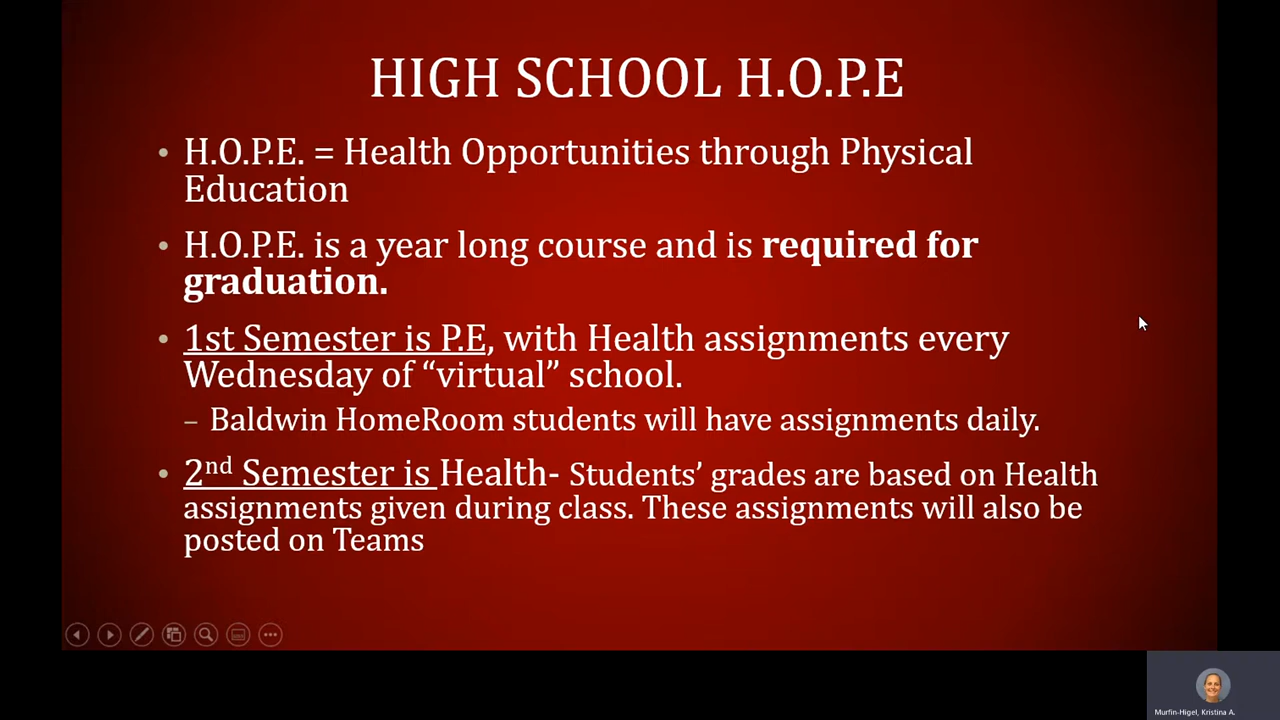 HIGH SCHOOL H.O.P.E
• H.O.P.E. = Health Opportunities through Physical
Education
• H.O.P.E. is a year long course and is required for
graduation.
• 1st Semester is P.E, with Health assignments every
Wednesday of “virtual” school.
– Baldwin HomeRoom students will have assignments daily.
• 2nd Semester is Health- Students’ grades are based on Health
assignments given during class. These assignments will also be
posted on Teams
Murfin-Higel, Kristina A.